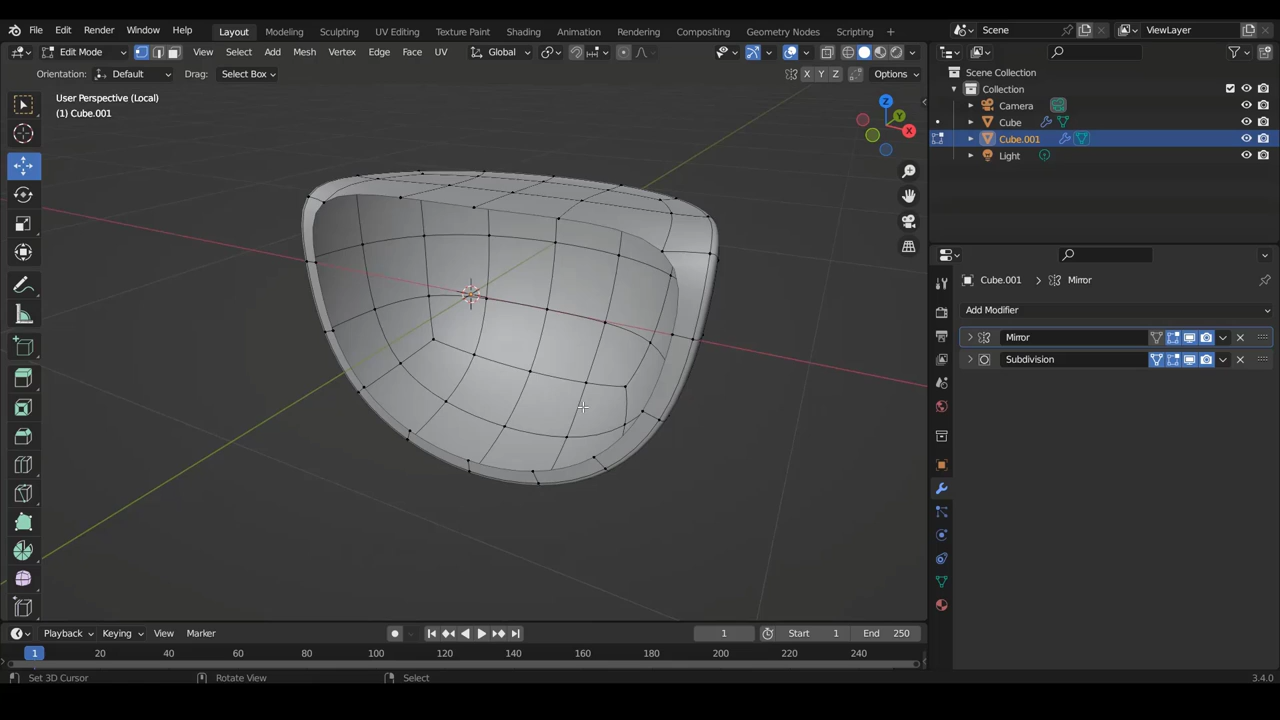 File Edit Render Window Help Layout Modeling Sculpting UV Editing Texture Paint Shading Animation Rendering Compositing Geometry Nodes Scripting Scene ViewLayer
Edit Mode View Select Add Mesh Vertex Edge Face UV Global
Orientation: Default Drag: Select Box X Y Z Options
User Perspective (Local)
(1) Cube.001
Z
Y
X
Scene Collection
Collection
Camera
Cube
Cube.001
Light
Cube.001 Mirror
Add Modifier
Mirror
Subdivision
Playback Keying View Marker 1 Start 1 End 250
1 20 40 60 80 100 120 140 160 180 200 220 240
Set 3D Cursor Rotate View Select 3.4.0